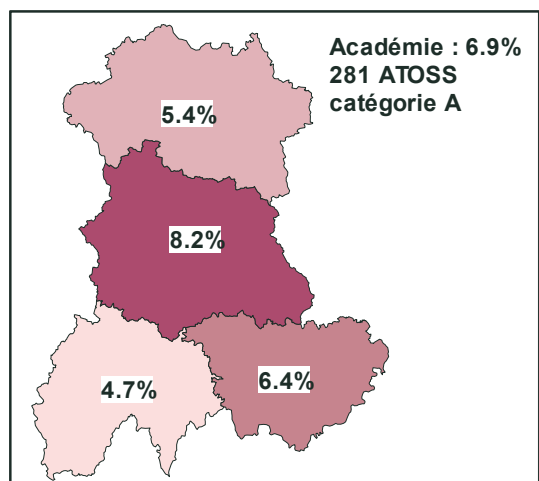 Académie : 6.9%
281 ATOSS
catégorie A
5.4%
8.2%
4.7%
6.4%